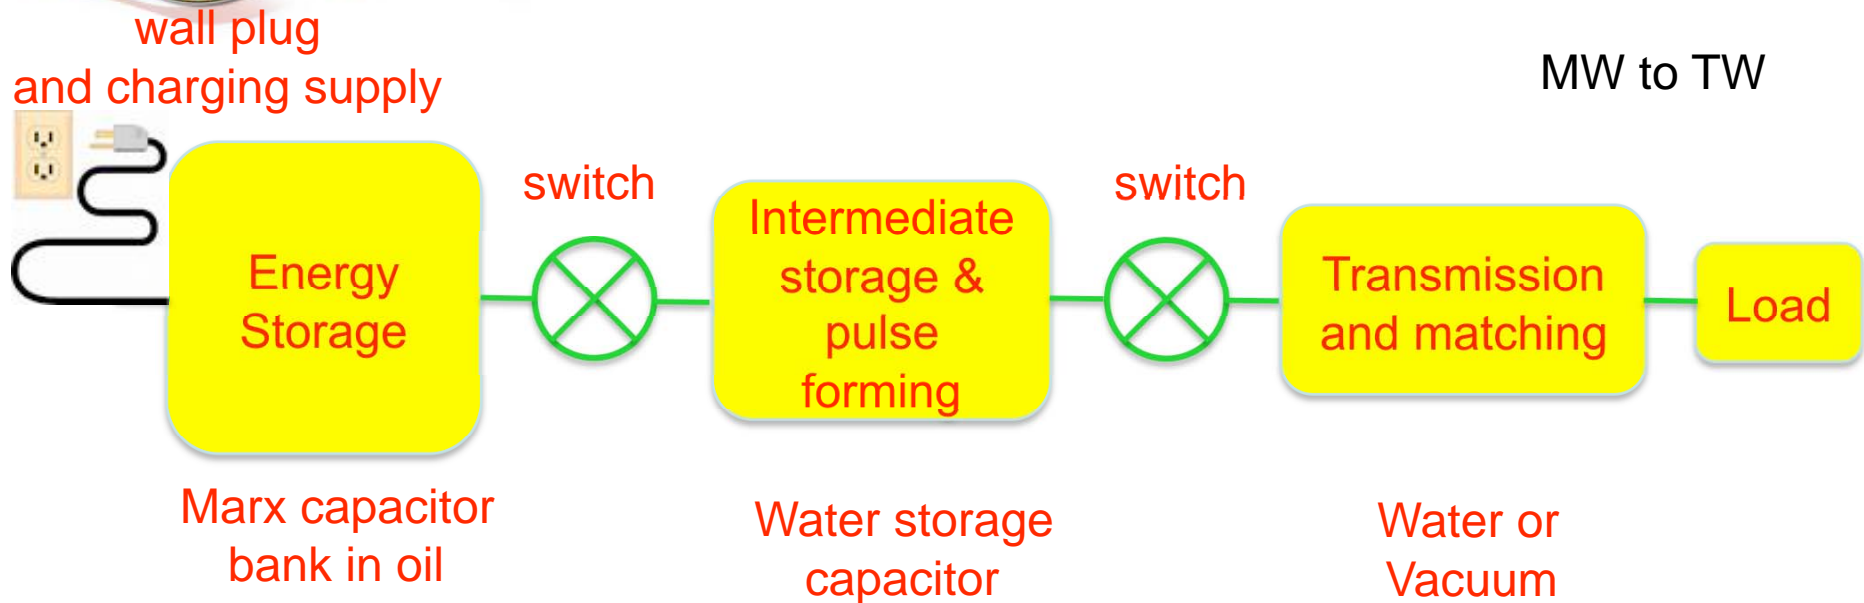 wall plug
and charging supply
MW to TW
Energy
Storage
switch
Intermediate
storage &
pulse
forming
switch
Transmission
and matching
Load
Marx capacitor
bank in oil
Water storage
capacitor
Water or
Vacuum